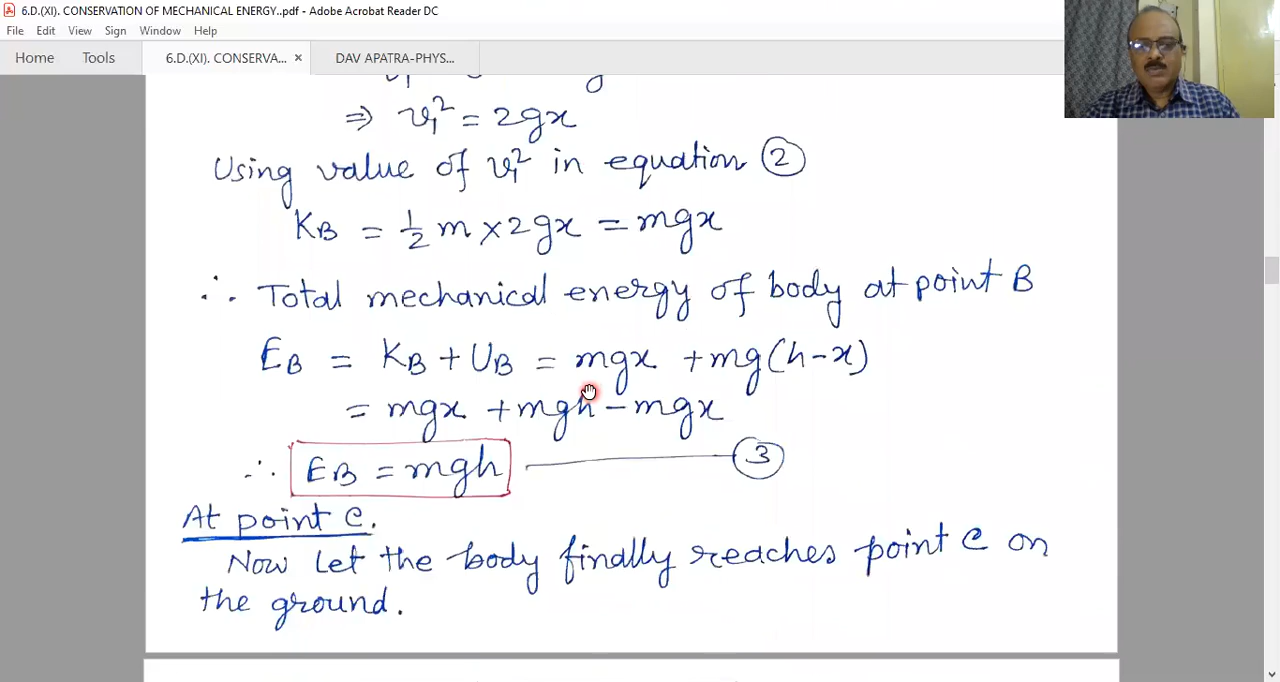 6.D.(XI). CONSERVATION OF MECHANICAL ENERGY..pdf - Adobe Acrobat Reader DC
File Edit View Sign Window Help
Home Tools 6.D.(XI). CONSERVA... × DAV APATRA-PHYS...
⇒ v₁² = 2gx
Using value of v₁² in equation ②
K_B = 1/2 m × 2gx = mgx
∴ Total mechanical energy of body at point B
E_B = K_B + U_B = mgx + mg(h-x)
= mgx + mgh - mgx
∴ E_B = mgh ③
At point C.
Now let the body finally reaches point C on
the ground.